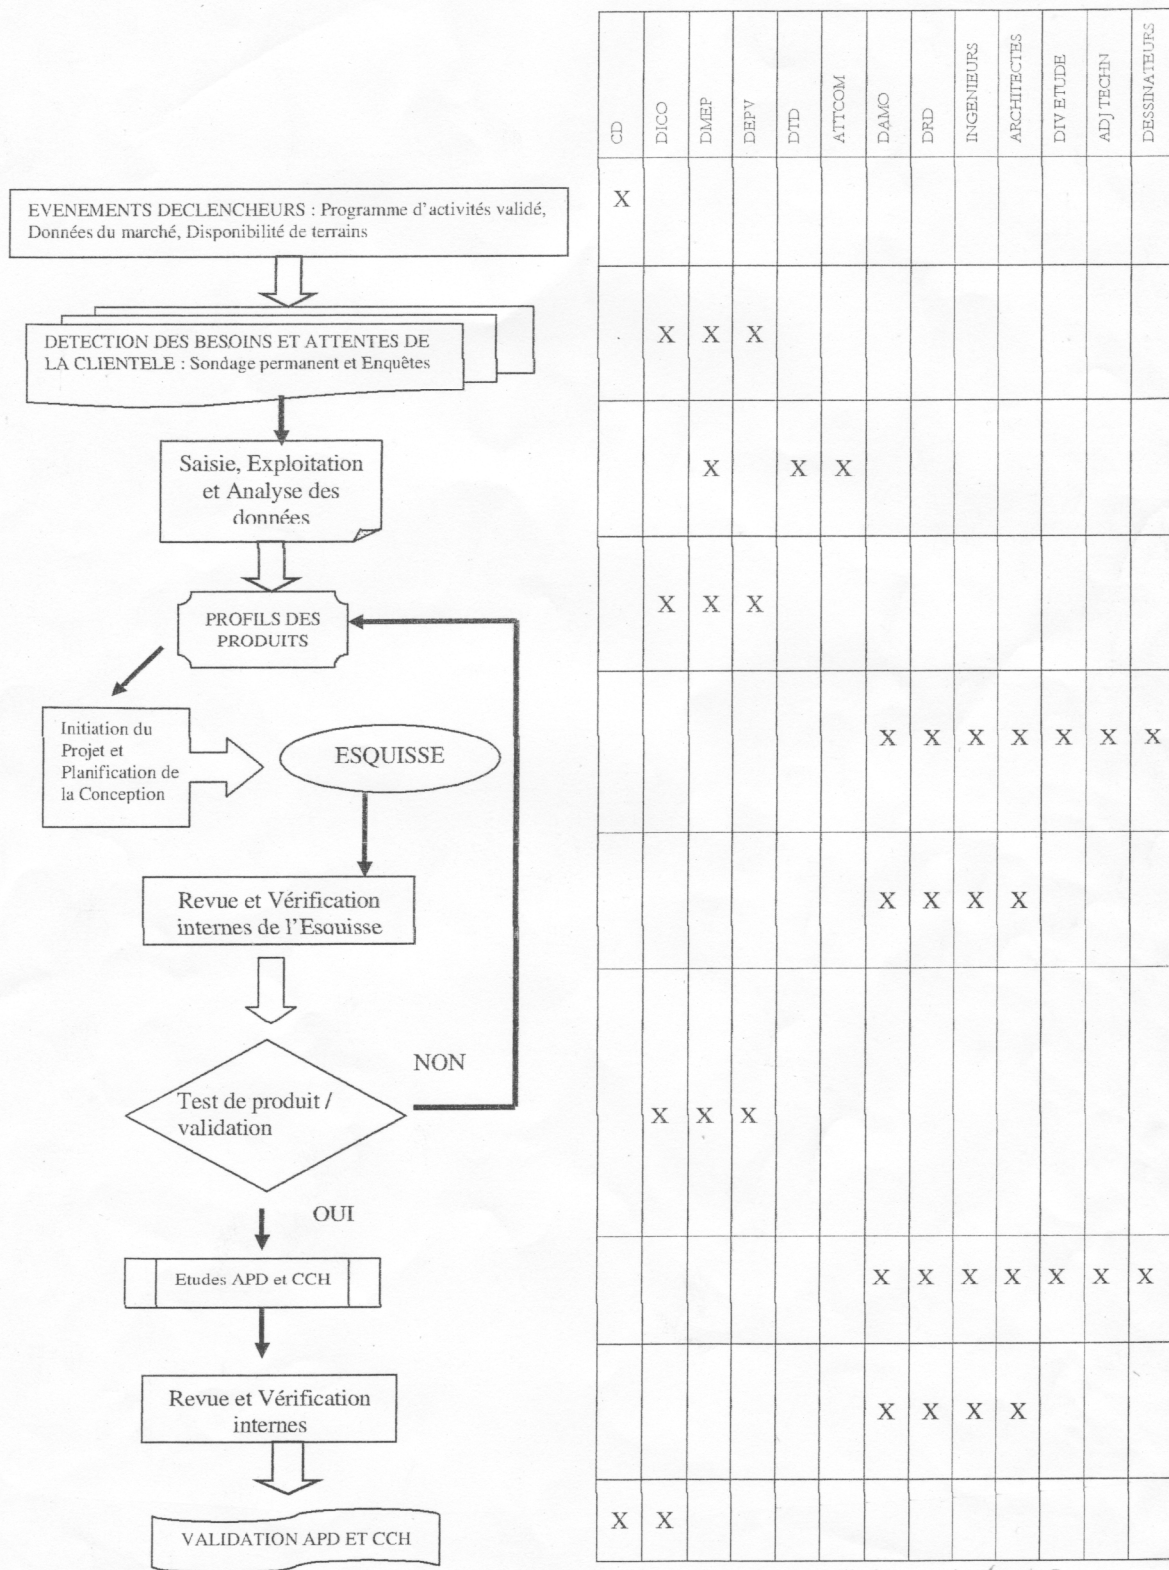 CD
DICO
DMEP
DEPV
DTD
ATTCOM
DAMO
DRD
INGENIEURS
ARCHITECTES
DIV ETUDE
ADJ TECHN
DESSINATEURS
EVENEMENTS DECLENCHEURS : Programme d'activités validé,
Données du marché, Disponibilité de terrains
X
DETECTION DES BESOINS ET ATTENTES DE
LA CLIENTELE : Sondage permanent et Enquêtes
X X X
Saisie, Exploitation
et Analyse des
données
X X X
PROFILS DES
PRODUITS
X X X
Initiation du
Projet et
Planification de
la Conception
ESQUISSE
X X X X X X X
Revue et Vérification
internes de l'Esquisse
X X X X
NON
Test de produit /
validation
X X X
OUI
Etudes APD et CCH
X X X X X X X
Revue et Vérification
internes
X X X X
VALIDATION APD ET CCH
X X